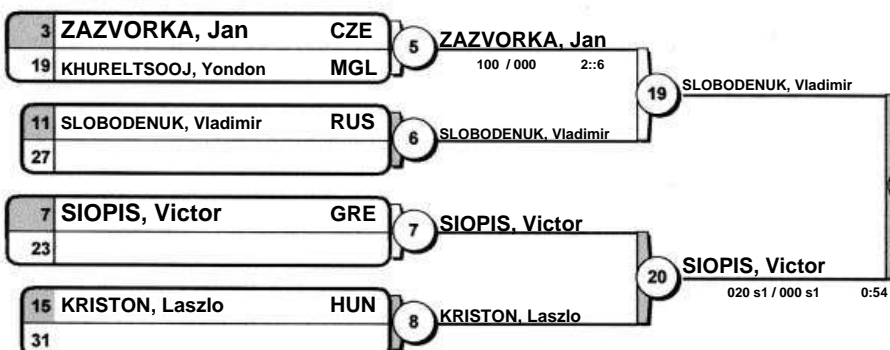 3 ZAZVORKA, Jan CZE
19 KHURELTSOOJ, Yondon MGL
5
ZAZVORKA, Jan
100 / 000 2::6
11 SLOBODENUK, Vladimir RUS
27
6
SLOBODENUK, Vladimir
19
SLOBODENUK, Vladimir
7 SIOPIS, Victor GRE
23
7
SIOPIS, Victor
15 KRISTON, Laszlo HUN
31
8
KRISTON, Laszlo
20
SIOPIS, Victor
020 s1 / 000 s1 0:54